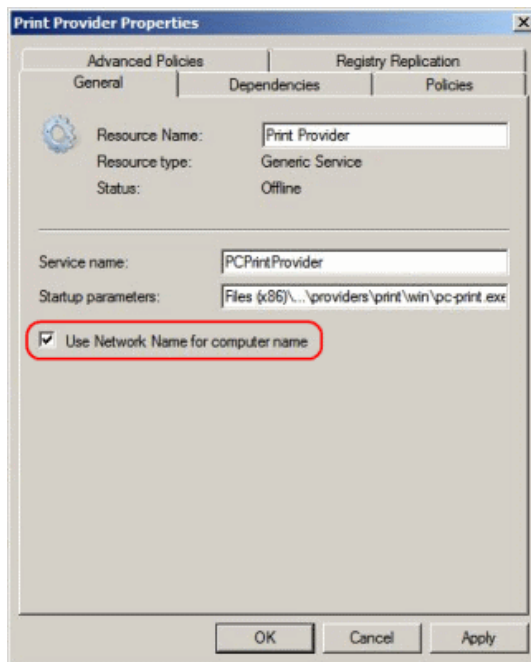 Print Provider Properties
Advanced Policies Registry Replication
General Dependencies Policies
Resource Name: Print Provider
Resource type: Generic Service
Status: Offline
Service name: PCPrintProvider
Startup parameters: Files (x86)\...\providers\print\win\pc-print.exe
Use Network Name for computer name
OK Cancel Apply